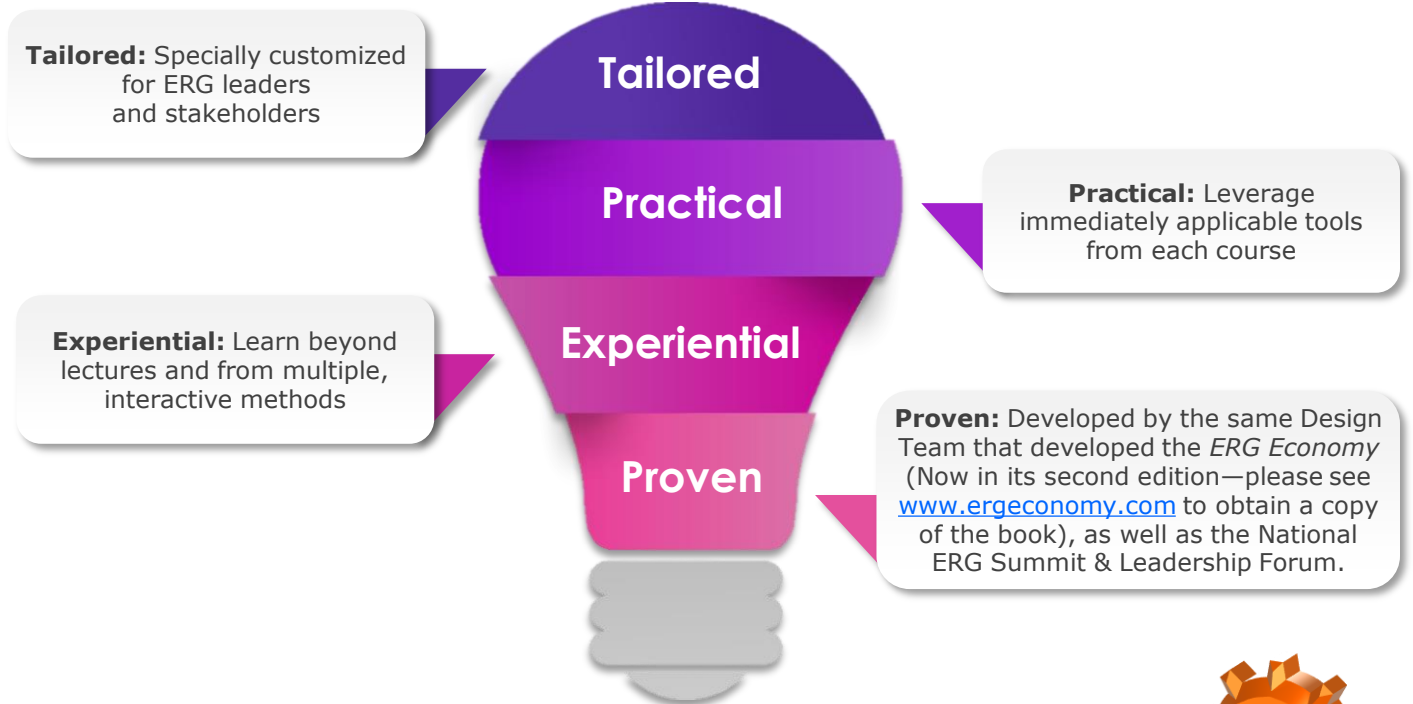 Tailored: Specially customized
for ERG leaders
and stakeholders
Tailored
Practical
Practical: Leverage
immediately applicable tools
from each course
Experiential: Learn beyond
lectures and from multiple,
interactive methods
Experiential
Proven
Proven: Developed by the same Design
Team that developed the ERG Economy
(Now in its second edition—please see
www.ergeconomy.com to obtain a copy
of the book), as well as the National
ERG Summit & Leadership Forum.